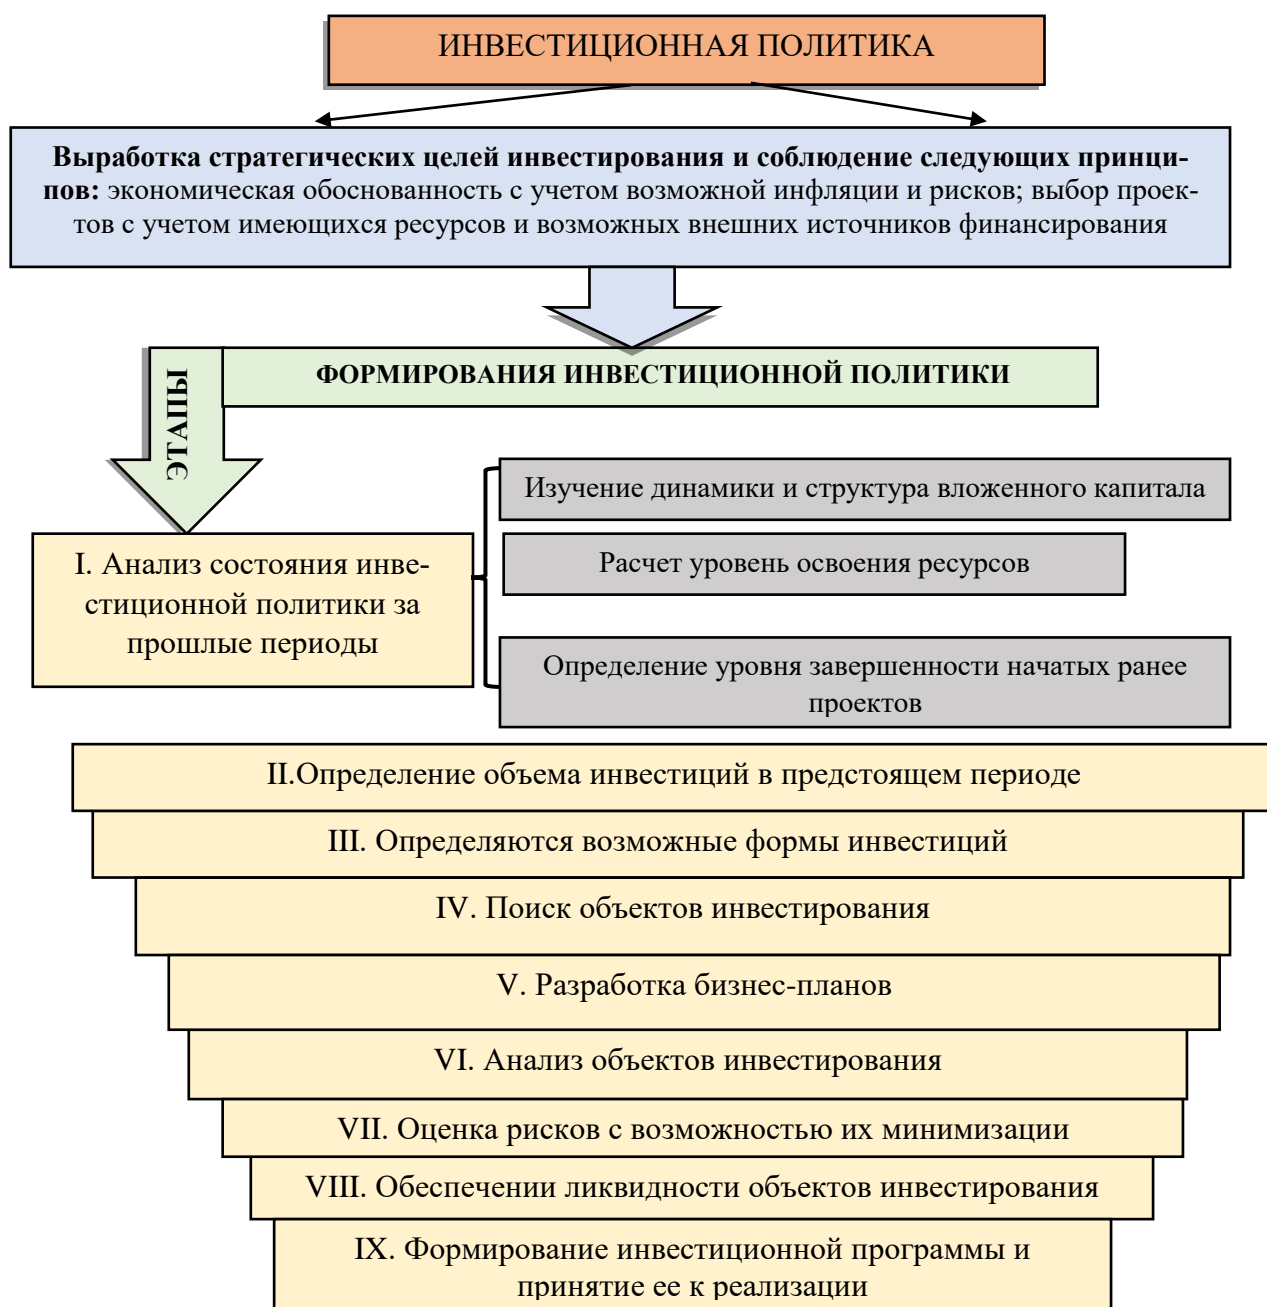 ИНВЕСТИЦИОННАЯ ПОЛИТИКА
Выработка стратегических целей инвестирования и соблюдение следующих принци-
пов: экономическая обоснованность с учетом возможной инфляции и рисков; выбор проек-
тов с учетом имеющихся ресурсов и возможных внешних источников финансирования
ЭТАПЫ
ФОРМИРОВАНИЯ ИНВЕСТИЦИОННОЙ ПОЛИТИКИ
I. Анализ состояния инве-
стиционной политики за
прошлые периоды
Изучение динамики и структура вложенного капитала
Расчет уровень освоения ресурсов
Определение уровня завершенности начатых ранее
проектов
II.Определение объема инвестиций в предстоящем периоде
III. Определяются возможные формы инвестиций
IV. Поиск объектов инвестирования
V. Разработка бизнес-планов
VI. Анализ объектов инвестирования
VII. Оценка рисков с возможностью их минимизации
VIII. Обеспечении ликвидности объектов инвестирования
IX. Формирование инвестиционной программы и
принятие ее к реализации